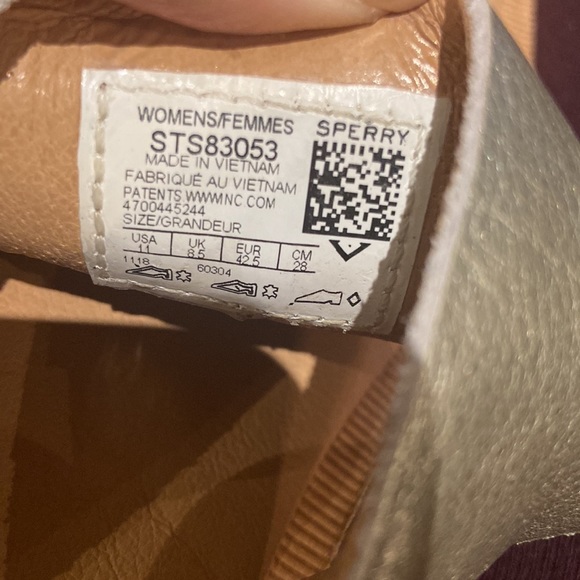 WOMENS/FEMMES
SPERRY
STS83053
MADE IN VIETNAM
FABRIQUÉ AU VIETNAM
PATENTS WWWINC COM
4700445244
SIZE/GRANDEUR
USA UK EUR CM
11 8.5 42.5 28
1118 60304